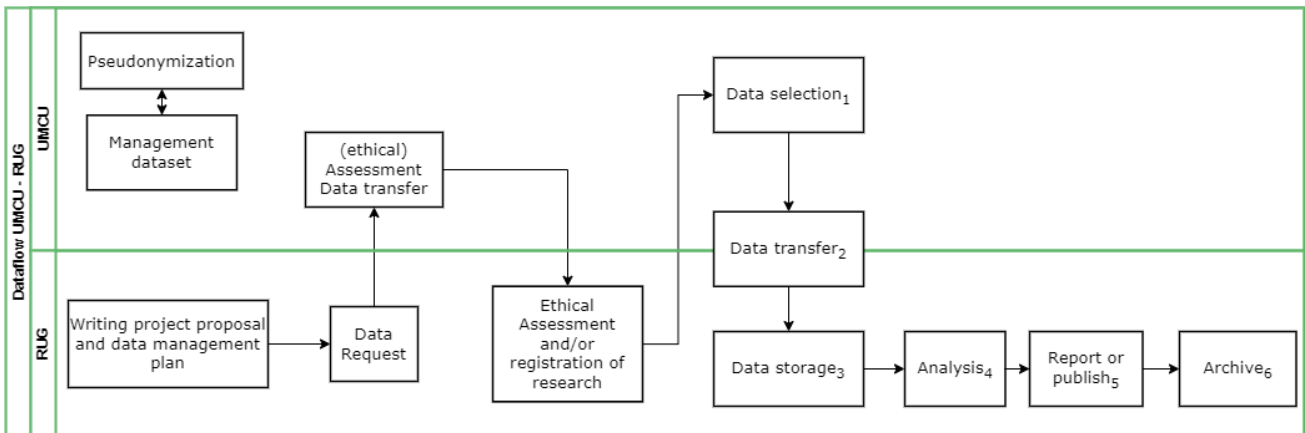 Dataflow UMCU - RUG
UMCU
Pseudonymization
Management
dataset
(ethical)
Assessment
Data transfer
Data selection1
Data transfer2
RUG
Writing project proposal
and data management
plan
Data
Request
Ethical
Assessment
and/or
registration of
research
Data storage3
Analysis4
Report or
publish5
Archive6